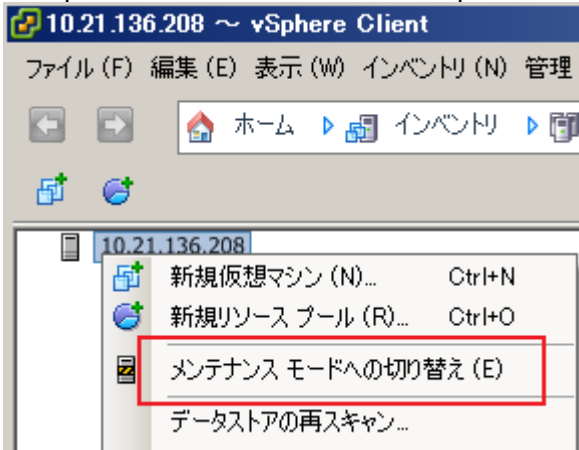 10.21.136.208 ～ vSphere Client
ファイル(F) 編集(E) 表示(W) インベントリ(N) 管理
ホーム インベントリ
10.21.136.208
新規仮想マシン(N)... Ctrl+N
新規リソース プール(R)... Ctrl+O
メンテナンス モードへの切り替え(E)
データストアの再スキャン...